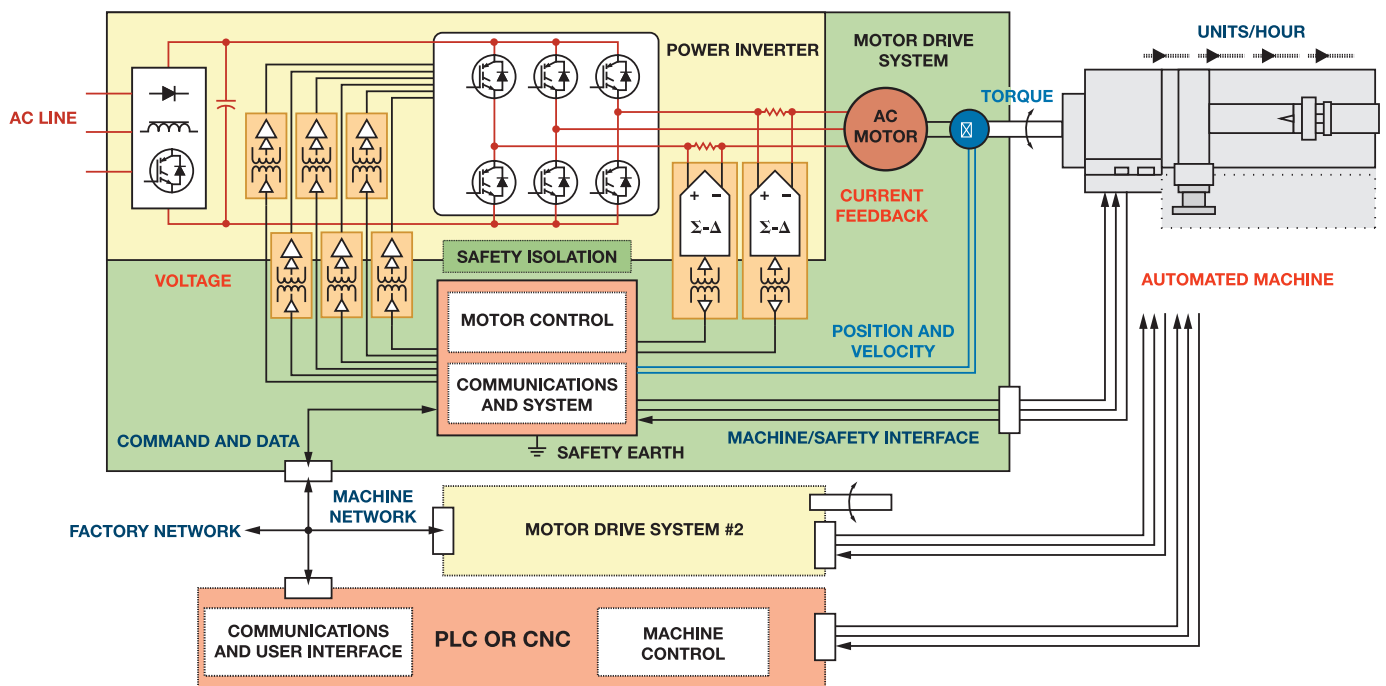 UNITS/HOUR
POWER INVERTER
MOTOR DRIVE
SYSTEM
AC LINE
TORQUE
AC
MOTOR
+ −
Σ-Δ
+ −
Σ-Δ
CURRENT
FEEDBACK
SAFETY ISOLATION
VOLTAGE
AUTOMATED MACHINE
MOTOR CONTROL
POSITION AND
VELOCITY
COMMUNICATIONS
AND SYSTEM
COMMAND AND DATA
MACHINE/SAFETY INTERFACE
SAFETY EARTH
MACHINE
NETWORK
FACTORY NETWORK
MOTOR DRIVE SYSTEM #2
COMMUNICATIONS
AND USER INTERFACE
PLC OR CNC
MACHINE
CONTROL